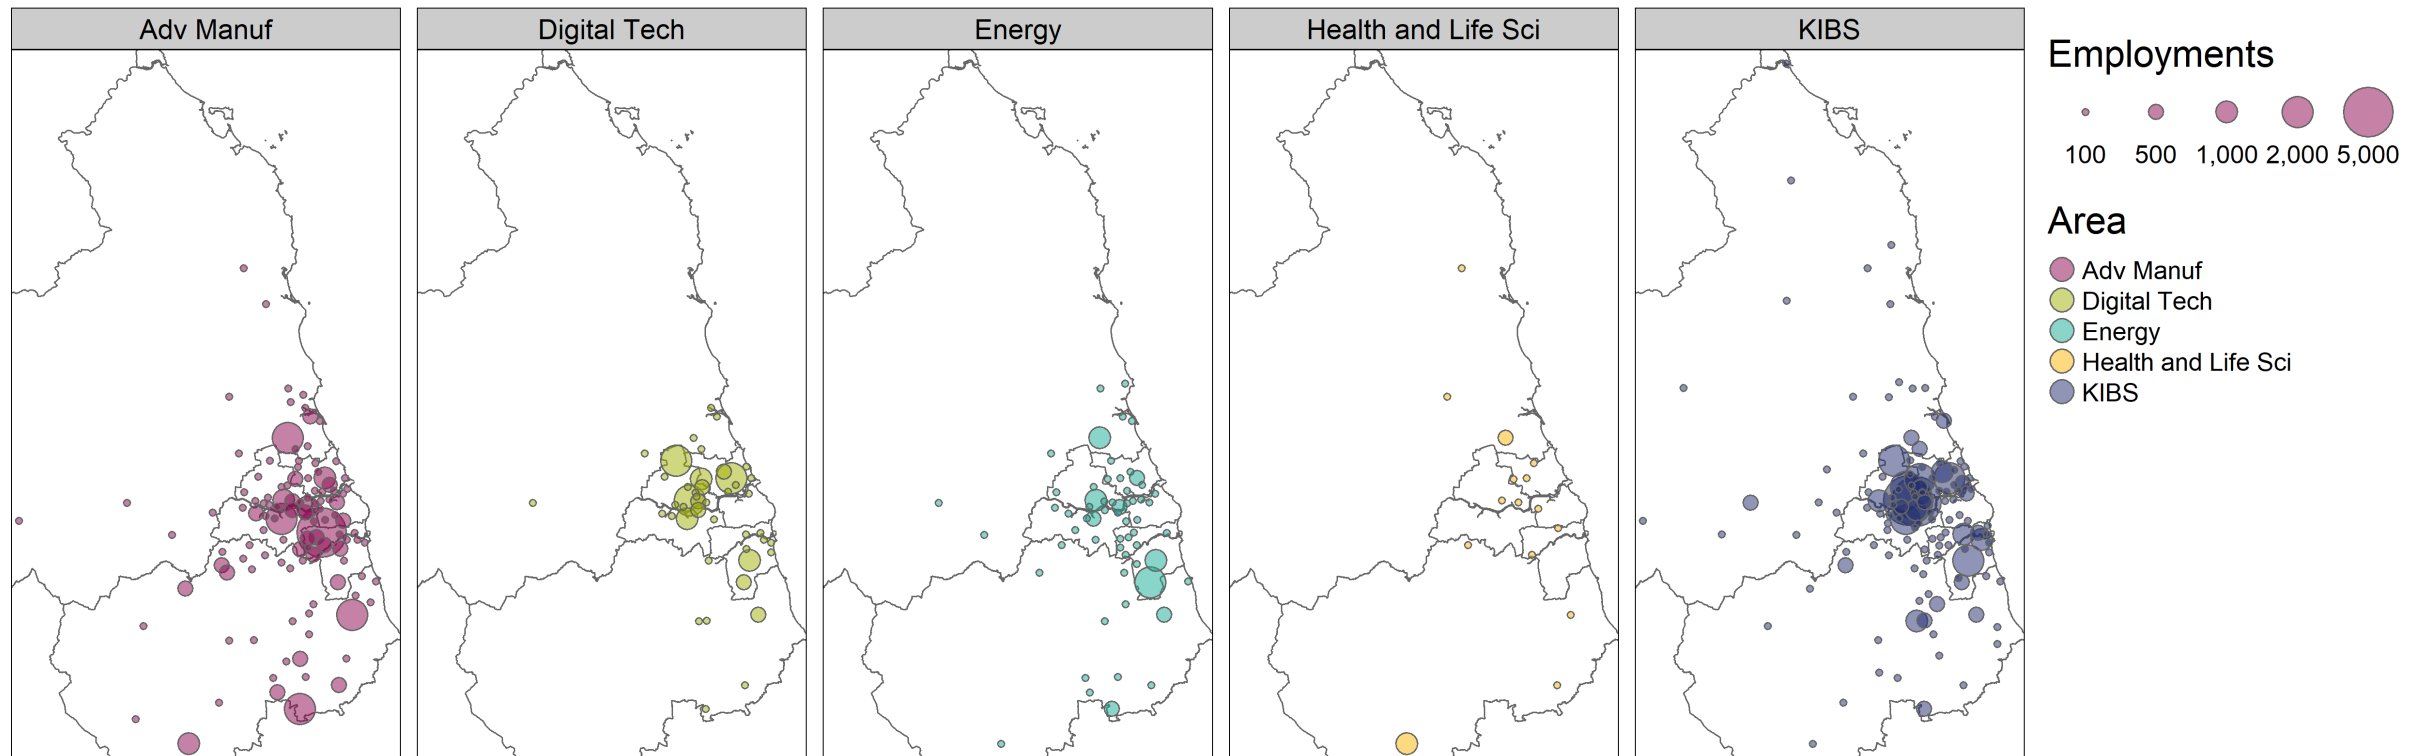 Adv Manuf
Digital Tech
Energy
Health and Life Sci
KIBS
Employments
100 500 1,000 2,000 5,000
Area
Adv Manuf
Digital Tech
Energy
Health and Life Sci
KIBS